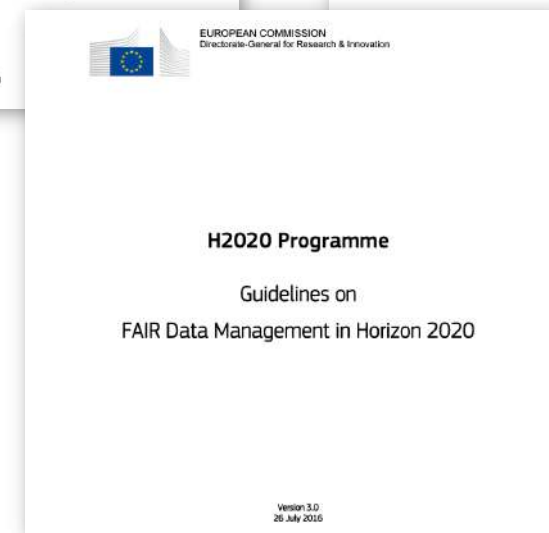 EUROPEAN COMMISSION
Directorate-General for Research & Innovation
H2020 Programme
Guidelines on
FAIR Data Management in Horizon 2020
Version 3.0
26 July 2016